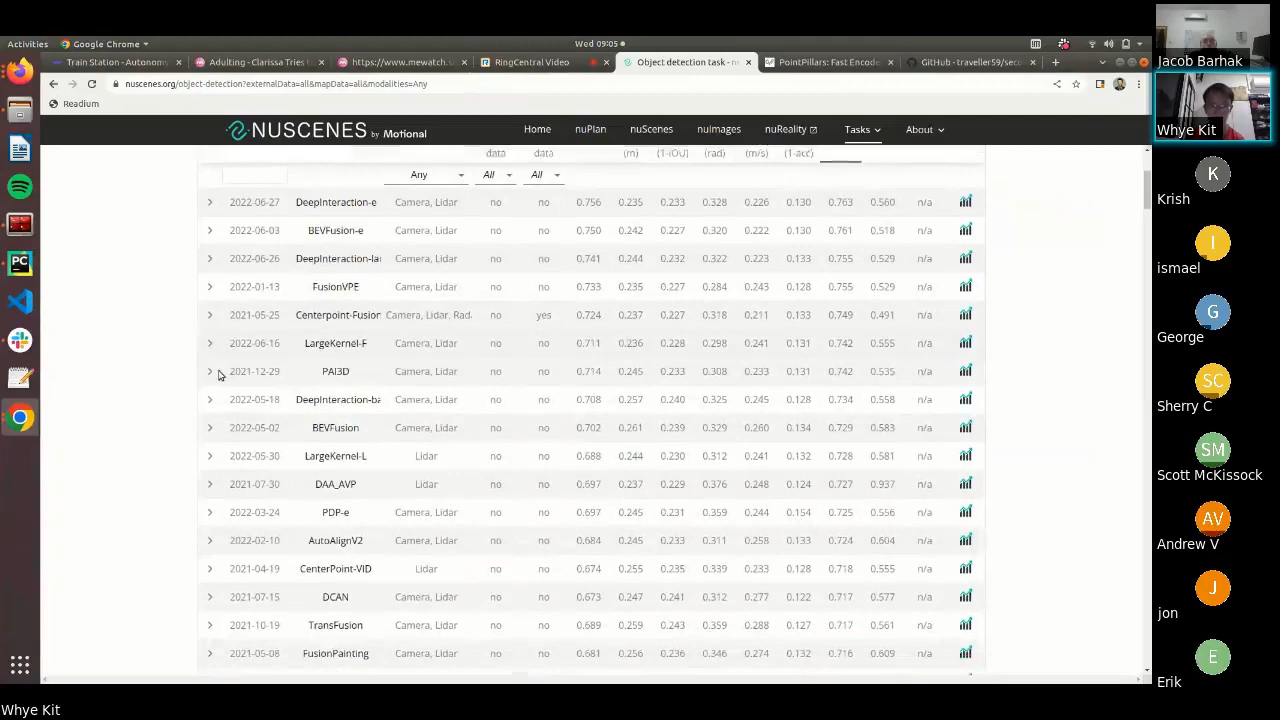 Activities Google Chrome Wed 09:05
Train Station - Autonomy Adulting - Clarissa Tries t https://www.mewatch.s RingCentral Video Object detection task - n PointPillars: Fast Encode GitHub - traveller59/seco
nuscenes.org/object-detection?externalData=all&mapData=all&modalities=Any
Readium
NUSCENES by Motional Home nuPlan nuScenes nuImages nuReality Tasks About
data data (m) (1-IOU) (rad) (m/s) (1-acc)
Any All All
2022-06-27 DeepInteraction-e Camera, Lidar no no 0.756 0.235 0.233 0.328 0.226 0.130 0.763 0.560 n/a
2022-06-03 BEVFusion-e Camera, Lidar no no 0.750 0.242 0.227 0.320 0.222 0.130 0.761 0.518 n/a
2022-06-26 DeepInteraction-lar Camera, Lidar no no 0.741 0.244 0.232 0.322 0.223 0.133 0.755 0.529 n/a
2022-01-13 FusionVPE Camera, Lidar no no 0.733 0.235 0.227 0.284 0.243 0.128 0.755 0.529 n/a
2021-05-25 Centerpoint-Fusion Camera, Lidar, Rad no yes 0.724 0.237 0.227 0.318 0.211 0.133 0.749 0.491 n/a
2022-06-16 LargeKernel-F Camera, Lidar no no 0.711 0.236 0.228 0.298 0.241 0.131 0.742 0.555 n/a
2021-12-29 PAI3D Camera, Lidar no no 0.714 0.245 0.233 0.308 0.233 0.131 0.742 0.535 n/a
2022-05-18 DeepInteraction-ba Camera, Lidar no no 0.708 0.257 0.240 0.325 0.245 0.128 0.734 0.558 n/a
2022-05-02 BEVFusion Camera, Lidar no no 0.702 0.261 0.239 0.329 0.260 0.134 0.729 0.583 n/a
2022-05-30 LargeKernel-L Lidar no no 0.688 0.244 0.230 0.312 0.241 0.132 0.728 0.581 n/a
2021-07-30 DAA_AVP Lidar no no 0.697 0.237 0.229 0.376 0.248 0.124 0.727 0.937 n/a
2022-03-24 PDP-e Camera, Lidar no no 0.697 0.245 0.231 0.359 0.244 0.154 0.725 0.556 n/a
2022-02-10 AutoAlignV2 Camera, Lidar no no 0.684 0.245 0.233 0.311 0.258 0.133 0.724 0.604 n/a
2021-04-19 CenterPoint-VID Lidar no no 0.674 0.255 0.235 0.339 0.233 0.128 0.718 0.555 n/a
2021-07-15 DCAN Camera, Lidar no no 0.673 0.247 0.241 0.312 0.277 0.122 0.717 0.577 n/a
2021-10-19 TransFusion Camera, Lidar no no 0.689 0.259 0.243 0.359 0.288 0.127 0.717 0.561 n/a
2021-05-08 FusionPainting Camera, Lidar no no 0.681 0.256 0.236 0.346 0.274 0.132 0.716 0.609 n/a
PC
Jacob Barhak
Whye Kit
K
Krish
I
ismael
G
George
SC
Sherry C
SM
Scott McKissock
AV
Andrew V
J
jon
E
Erik
Whye Kit